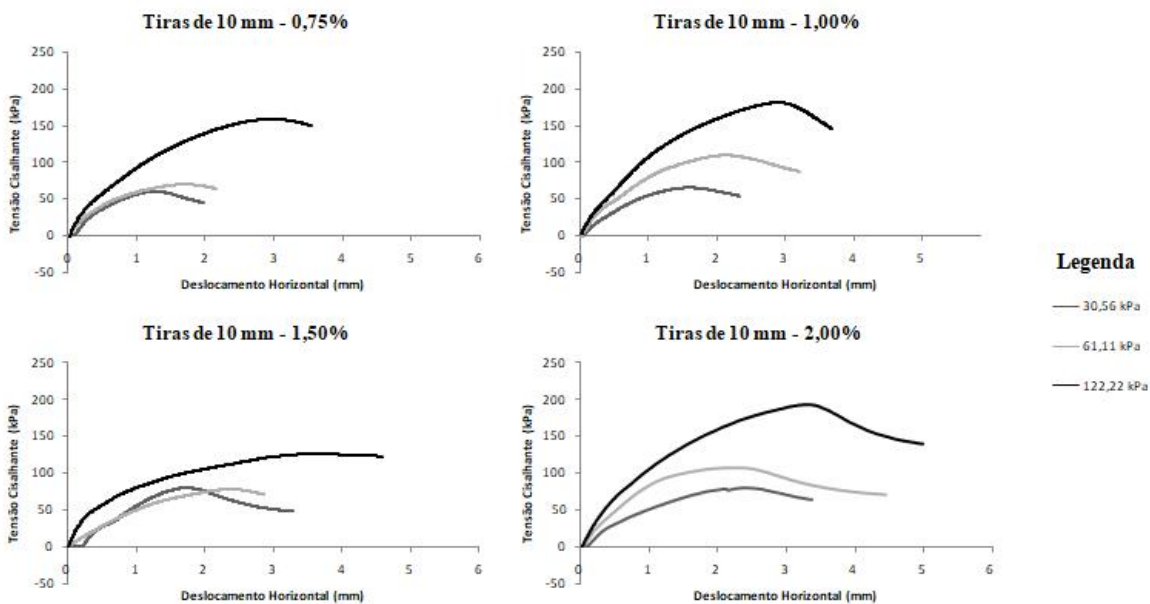 Tiras de 10 mm - 0,75%
250
200
150
100
50
0
-50
Tensão Cisalhante (kPa)
0 1 2 3 4 5 6
Deslocamento Horizontal (mm)
Tiras de 10 mm - 1,00%
250
200
150
100
50
0
-50
Tensão Cisalhante (kPa)
0 1 2 3 4 5
Deslocamento Horizontal (mm)
Tiras de 10 mm - 1,50%
250
200
150
100
50
0
-50
Tensão Cisalhante (kPa)
0 1 2 3 4 5 6
Deslocamento Horizontal (mm)
Tiras de 10 mm - 2,00%
250
200
150
100
50
0
-50
Tensão Cisalhante (kPa)
0 1 2 3 4 5 6
Deslocamento Horizontal (mm)
Legenda
30,56 kPa
61,11 kPa
122,22 kPa